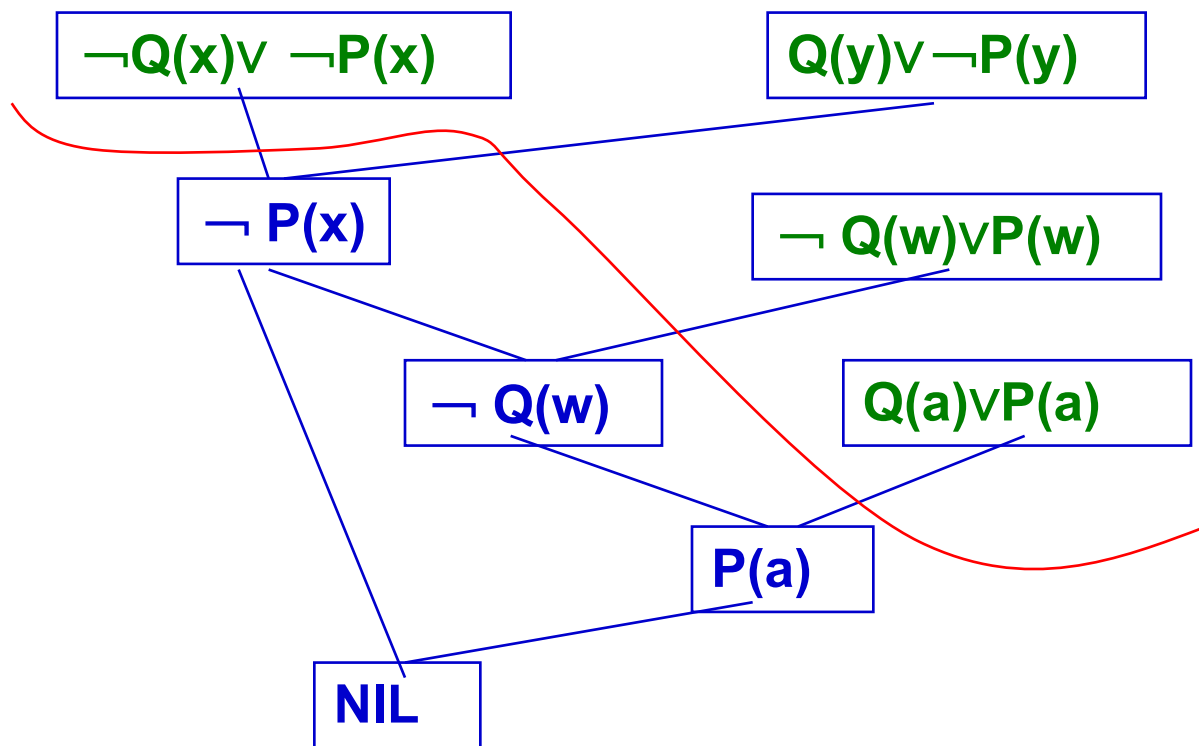 ¬Q(x)∨ ¬P(x)
Q(y)∨¬P(y)
¬ P(x)
¬ Q(w)∨P(w)
¬ Q(w)
Q(a)∨P(a)
P(a)
NIL